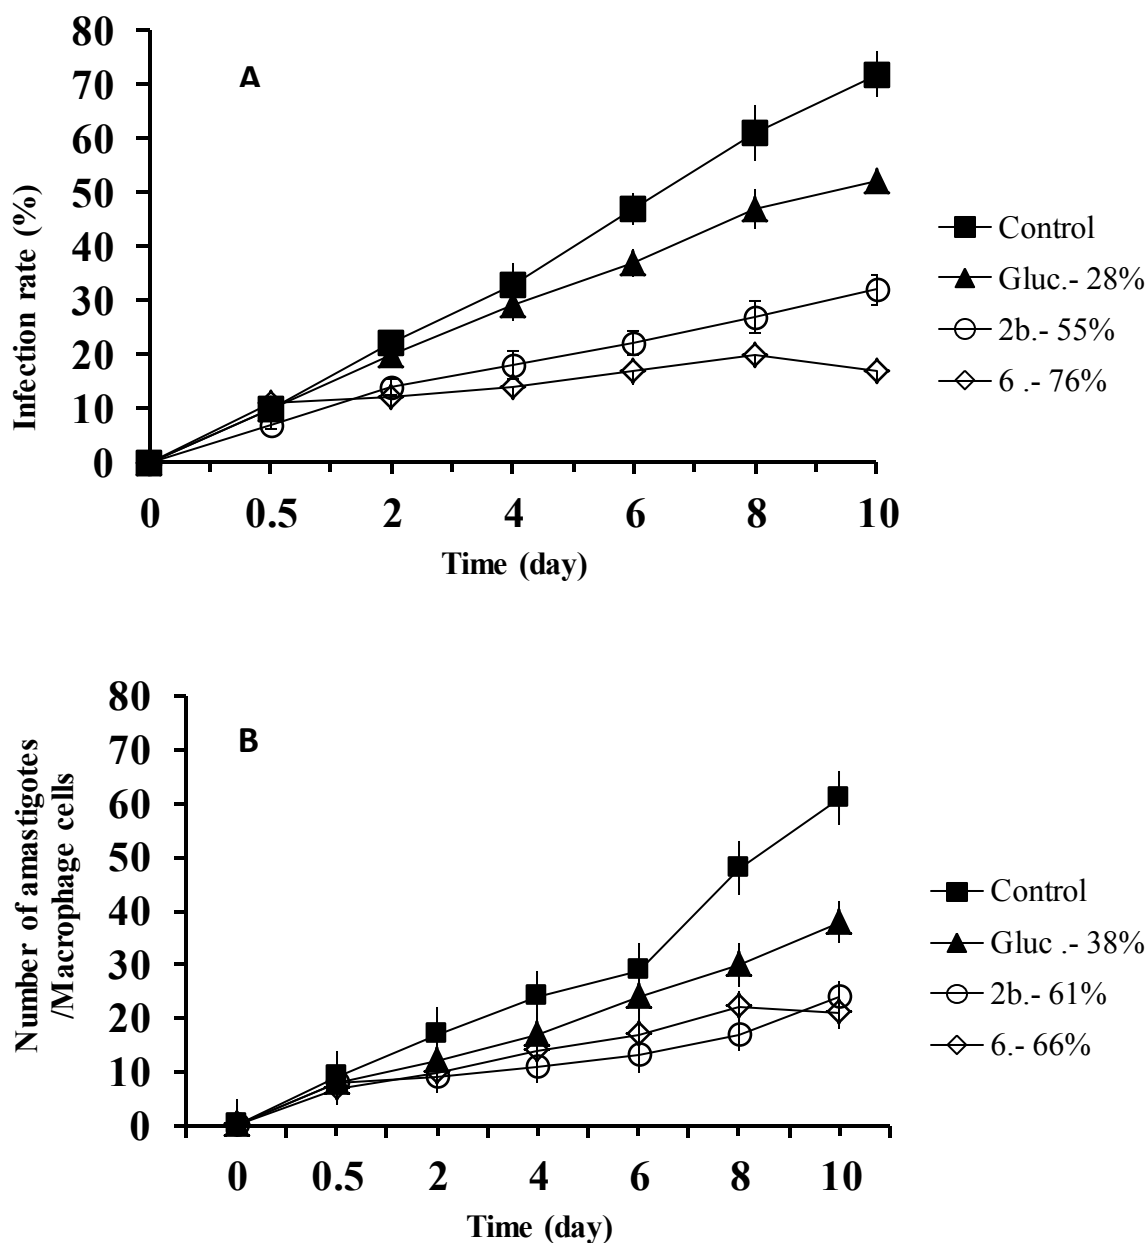 A
80
70
60
50
40
30
20
10
0
Infection rate (%)
0 0.5 2 4 6 8 10
Time (day)
Control
Gluc.- 28%
2b.- 55%
6 .- 76%
B
80
70
60
50
40
30
20
10
0
Number of amastigotes
/Macrophage cells
0 0.5 2 4 6 8 10
Time (day)
Control
Gluc .- 38%
2b.- 61%
6.- 66%